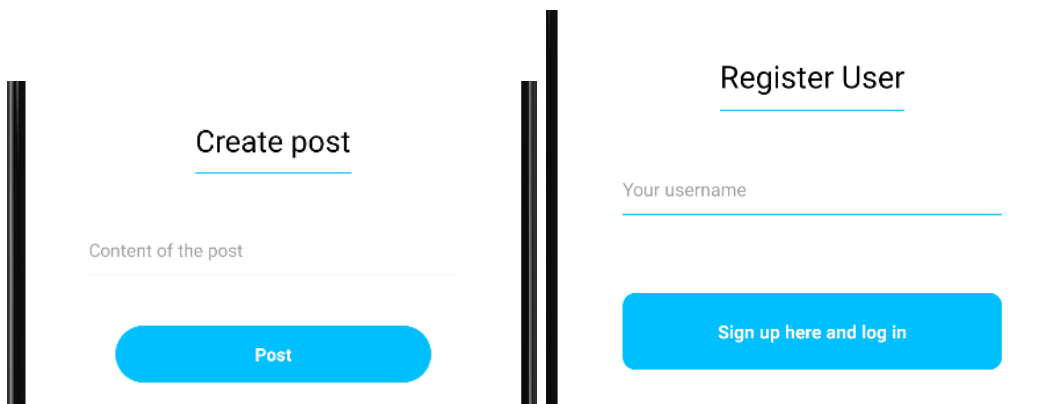 Create post
Content of the post
Post
Register User
Your username
Sign up here and log in